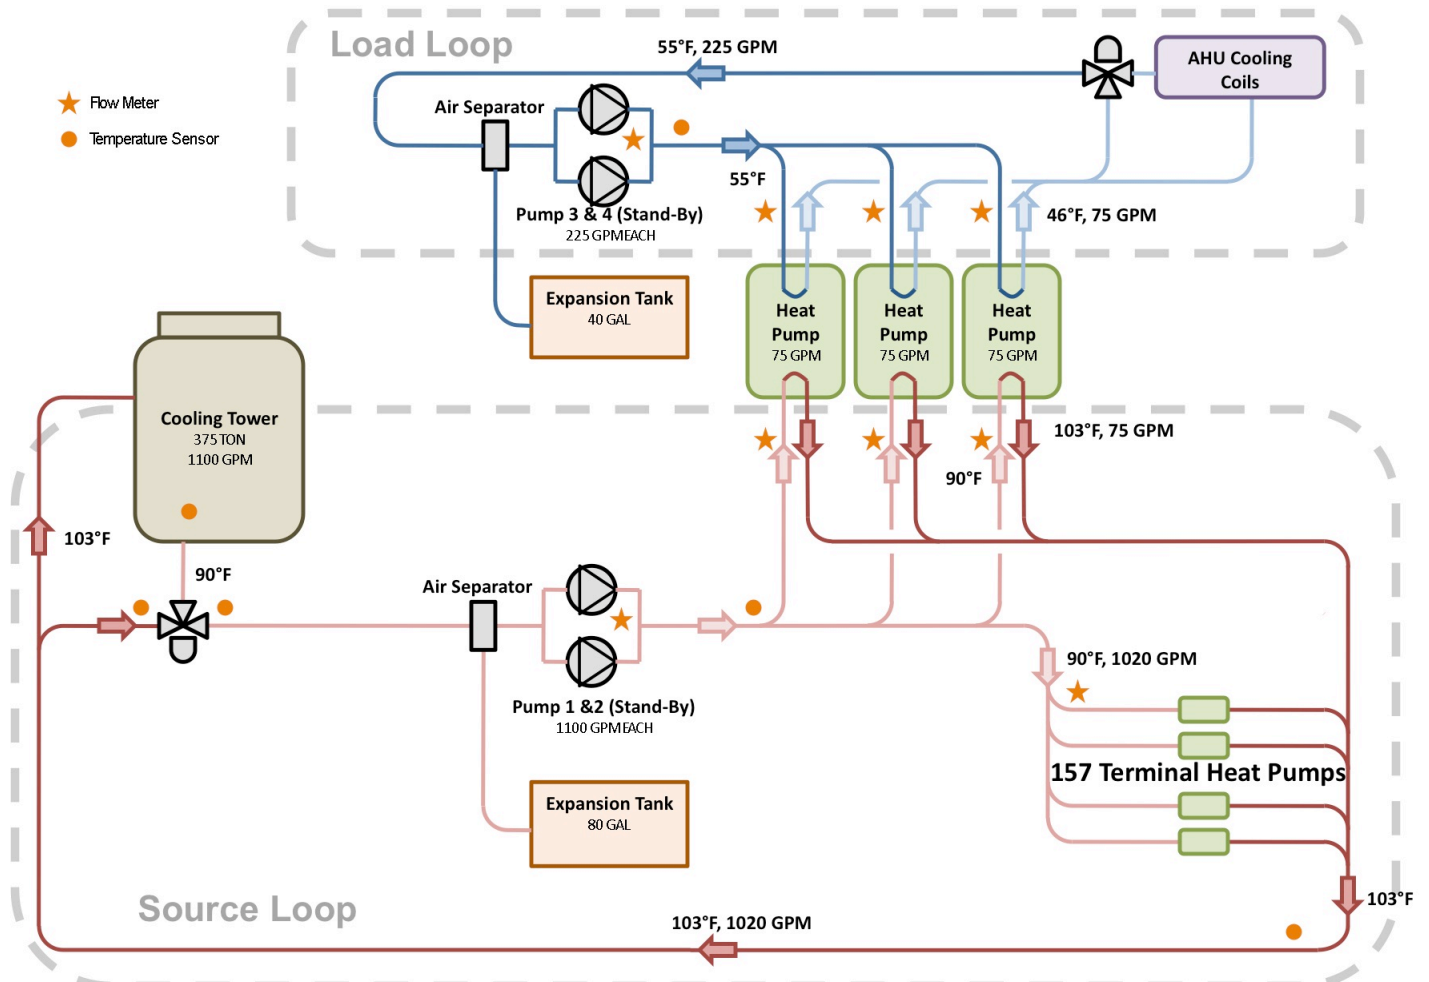 Load Loop
55°F, 225 GPM
AHU Cooling
Coils
Flow Meter
Temperature Sensor
Air Separator
55°F
Pump 3 & 4 (Stand-By)
225 GPM EACH
46°F, 75 GPM
Expansion Tank
40 GAL
Heat
Pump
75 GPM
Heat
Pump
75 GPM
Heat
Pump
75 GPM
Cooling Tower
375 TON
1100 GPM
103°F, 75 GPM
90°F
103°F
90°F
Air Separator
Pump 1 &2 (Stand-By)
1100 GPM EACH
90°F, 1020 GPM
157 Terminal Heat Pumps
Expansion Tank
80 GAL
Source Loop
103°F, 1020 GPM
103°F